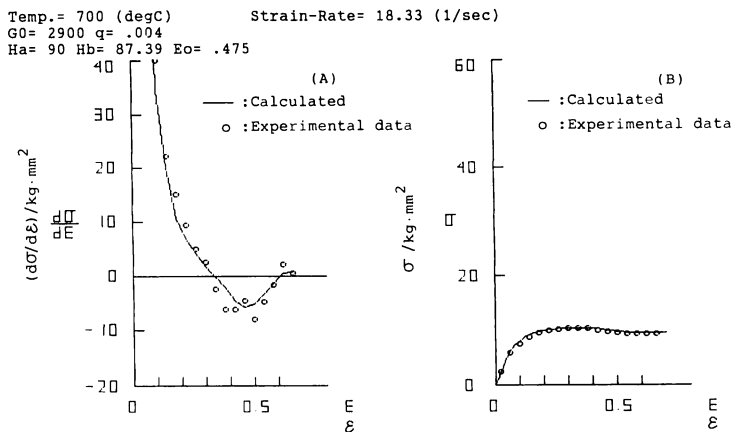 Temp.= 700 (degC) Strain-Rate= 18.33 (1/sec)
G0= 2900 q= .004
Ha= 90 Hb= 87.39 Eo= .475
(A)
— :Calculated
o :Experimental data
(dσ/dε)/kg·mm²
dσ/dE
40
30
20
10
0
-10
-20
0 0.5 E
ε
(B)
— :Calculated
o :Experimental data
σ/kg·mm²
σ
60
40
20
0
0 0.5 E
ε